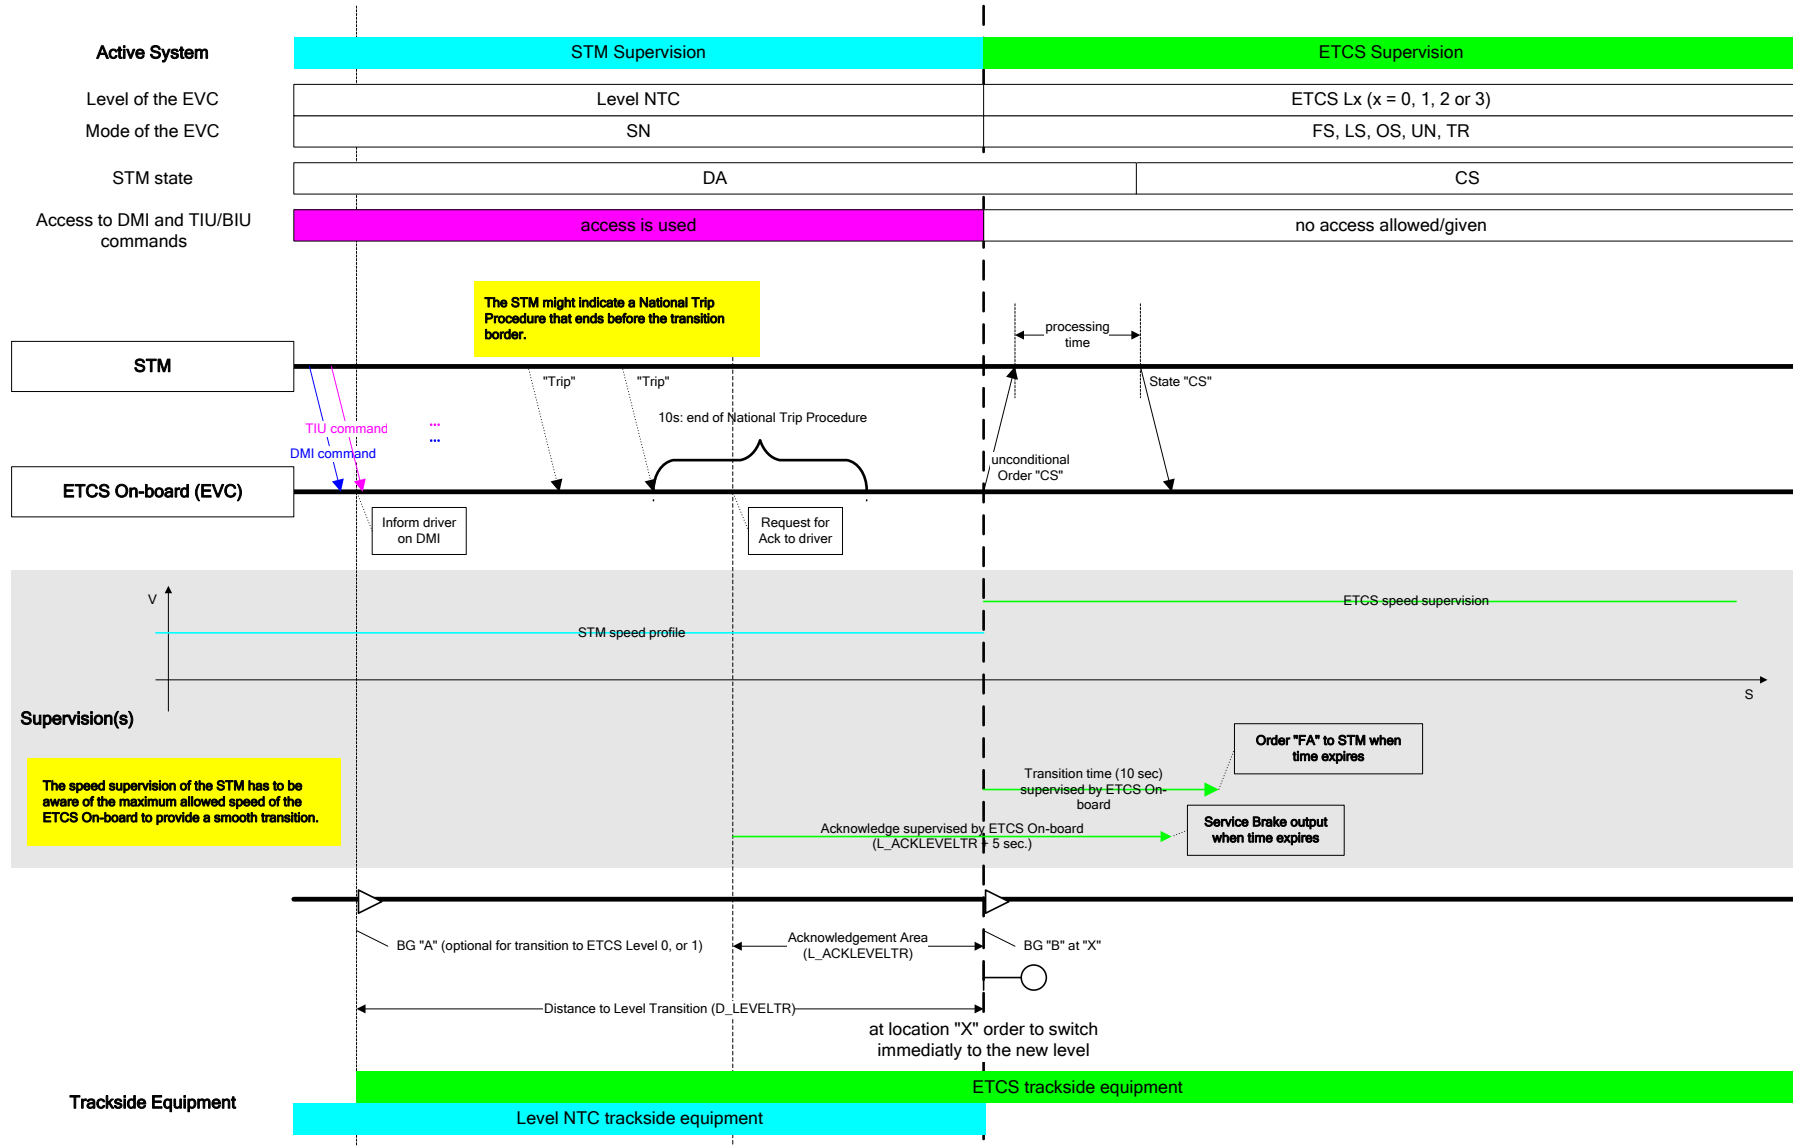 Active System
STM Supervision
ETCS Supervision
Level of the EVC
Level NTC
ETCS Lx (x = 0, 1, 2 or 3)
Mode of the EVC
SN
FS, LS, OS, UN, TR
STM state
DA
CS
Access to DMI and TIU/BIU
commands
access is used
no access allowed/given
The STM might indicate a National Trip
Procedure that ends before the transition
border.
processing
time
STM
"Trip"
"Trip"
State "CS"
TIU command
...
...
DMI command
10s: end of National Trip Procedure
unconditional
Order "CS"
ETCS On-board (EVC)
Inform driver
on DMI
Request for
Ack to driver
V
ETCS speed supervision
STM speed profile
S
Supervision(s)
Order "FA" to STM when
time expires
The speed supervision of the STM has to be
aware of the maximum allowed speed of the
ETCS On-board to provide a smooth transition.
Transition time (10 sec)
supervised by ETCS On-
board
Acknowledge supervised by ETCS On-board
(L_ACKLEVELTR + 5 sec.)
Service Brake output
when time expires
BG "A" (optional for transition to ETCS Level 0, or 1)
Acknowledgement Area
(L_ACKLEVELTR)
BG "B" at "X"
Distance to Level Transition (D_LEVELTR)
at location "X" order to switch
immediatly to the new level
Trackside Equipment
ETCS trackside equipment
Level NTC trackside equipment